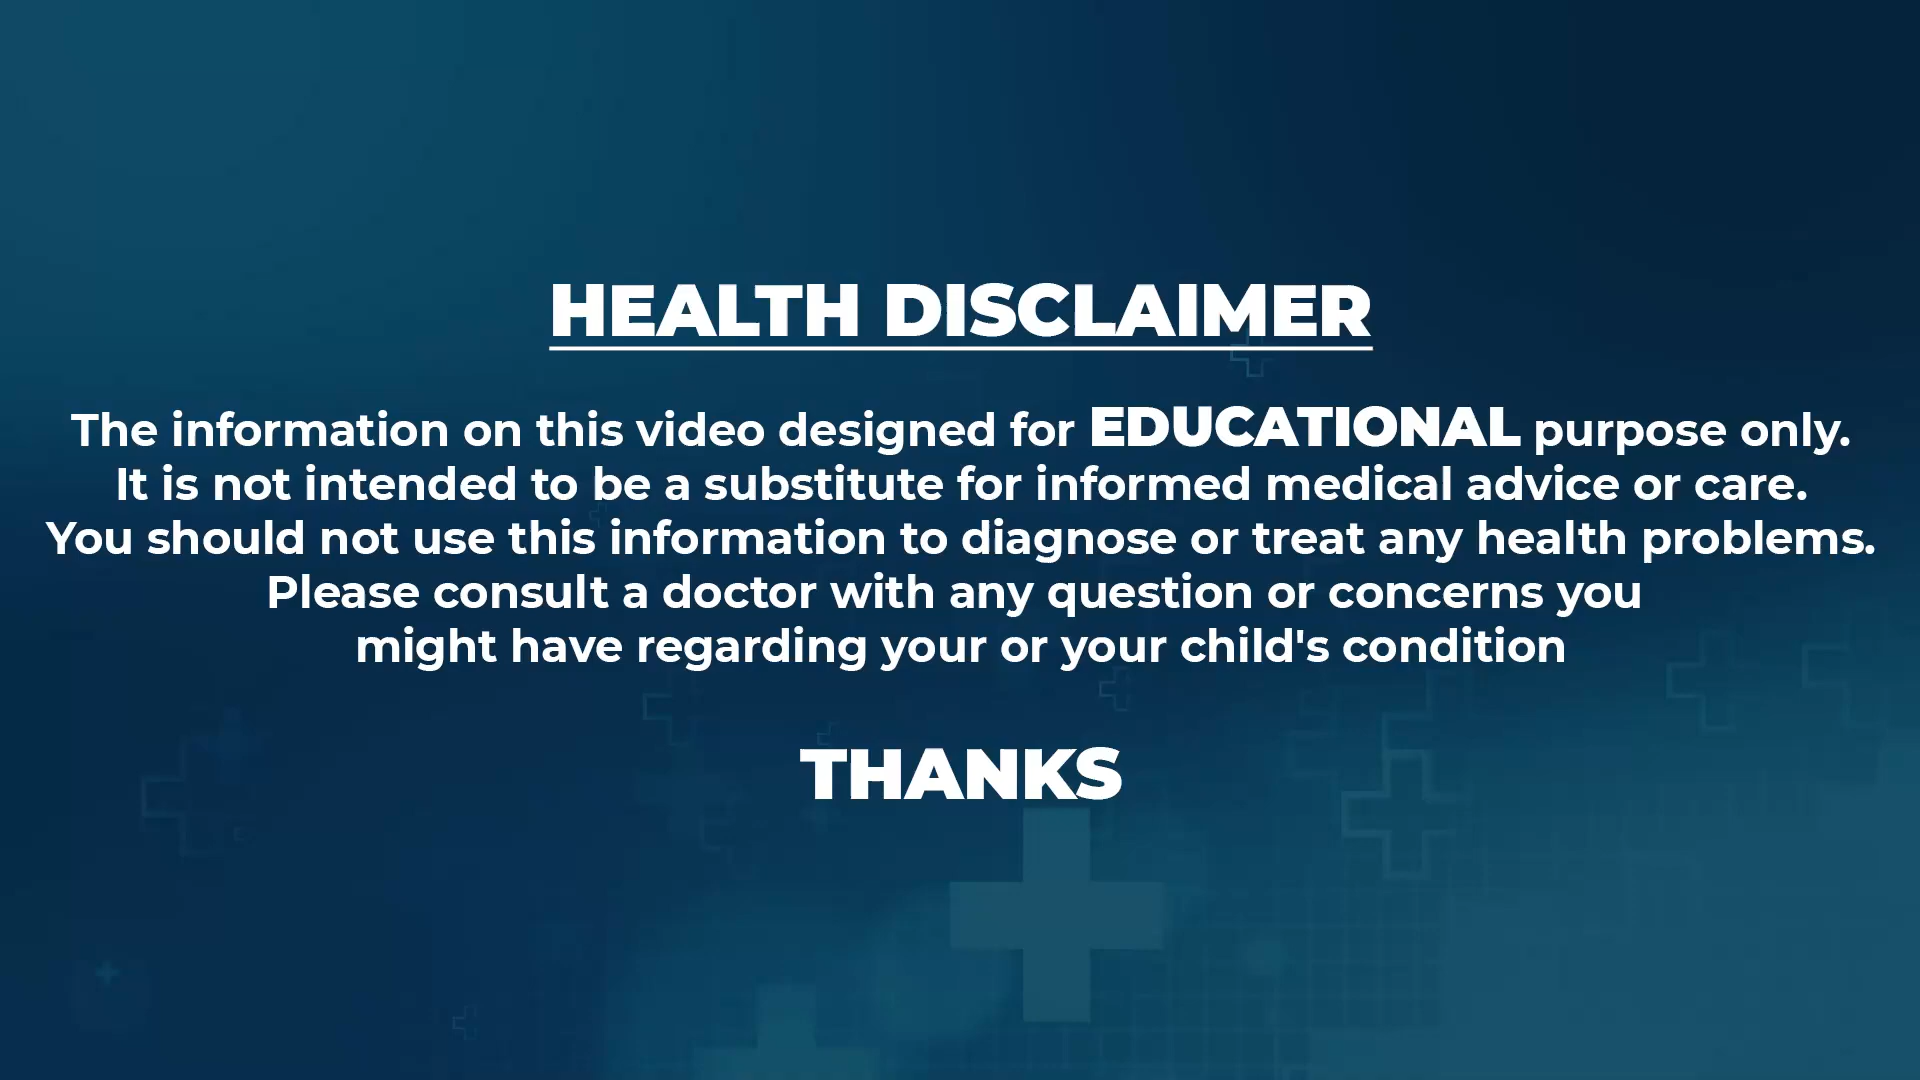 HEALTH DISCLAIMER
The information on this video designed for EDUCATIONAL purpose only.
It is not intended to be a substitute for informed medical advice or care.
You should not use this information to diagnose or treat any health problems.
Please consult a doctor with any question or concerns you
might have regarding your or your child's condition
THANKS